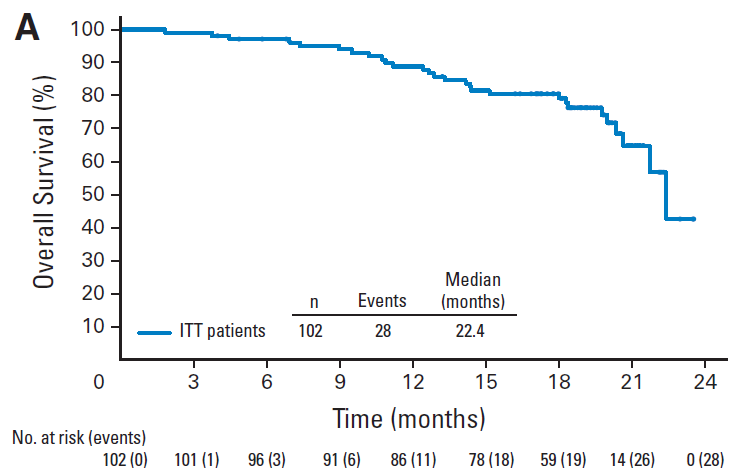 A
Overall Survival (%)
100
90
80
70
60
50
40
30
20
10
0
Median
n Events (months)
ITT patients 102 28 22.4
3 6 9 12 15 18 21 24
Time (months)
No. at risk (events)
102 (0) 101 (1) 96 (3) 91 (6) 86 (11) 78 (18) 59 (19) 14 (26) 0 (28)